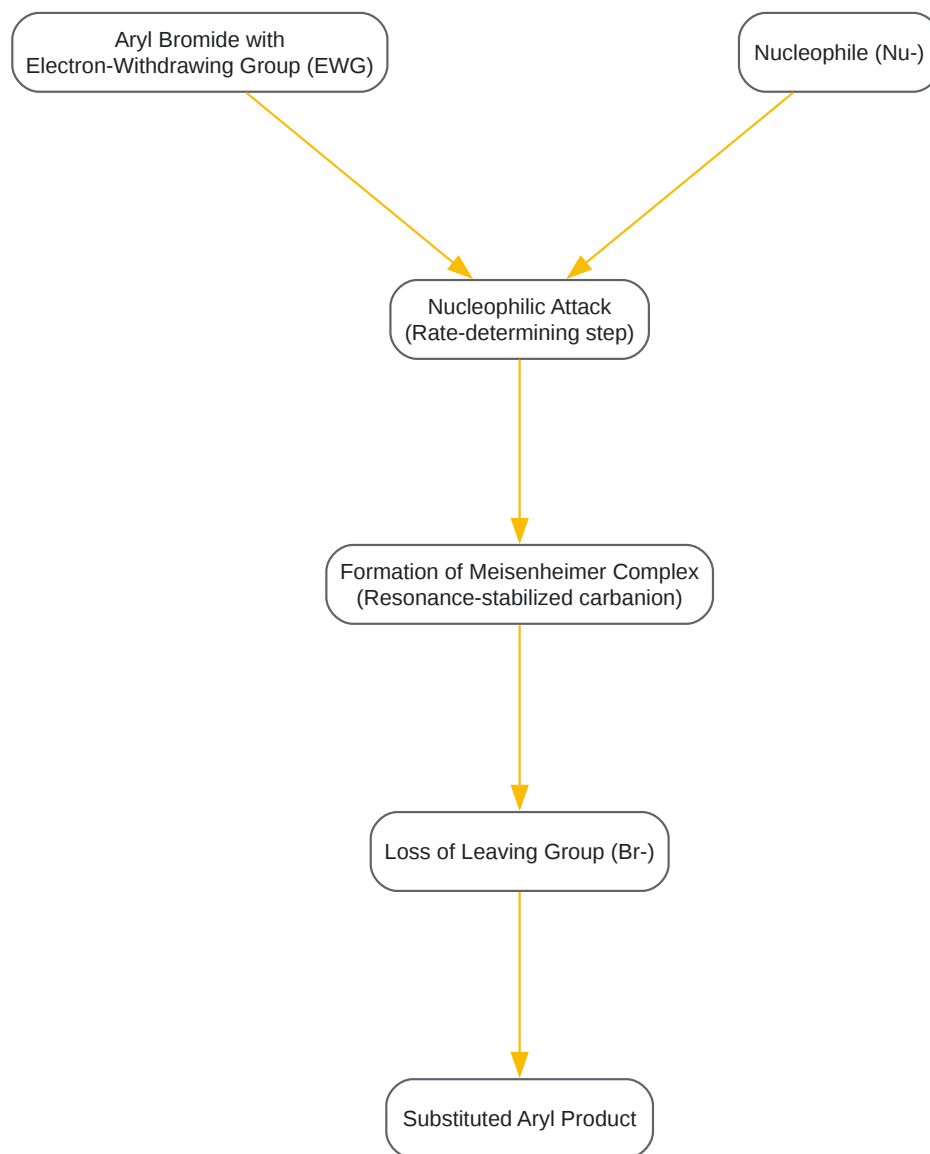 Aryl Bromide with
Electron-Withdrawing Group (EWG)
Nucleophile (Nu-)
Nucleophilic Attack
(Rate-determining step)
Formation of Meisenheimer Complex
(Resonance-stabilized carbanion)
Loss of Leaving Group (Br-)
Substituted Aryl Product